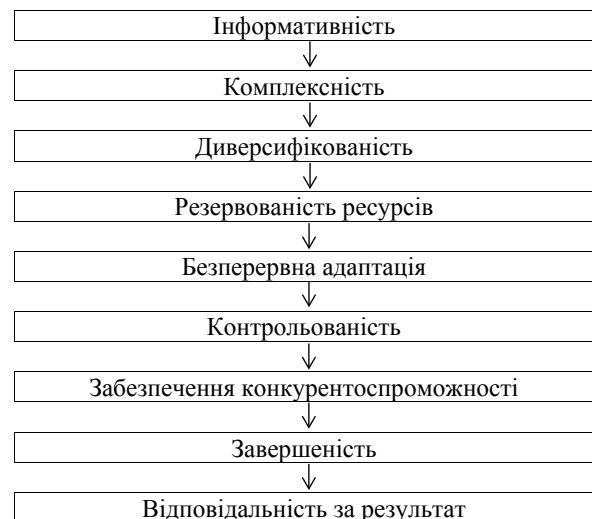 Інформативність
Комплексність
Диверсифікованість
Резервованість ресурсів
Безперервна адаптація
Контрольованість
Забезпечення конкурентоспроможності
Завершеність
Відповідальність за результат